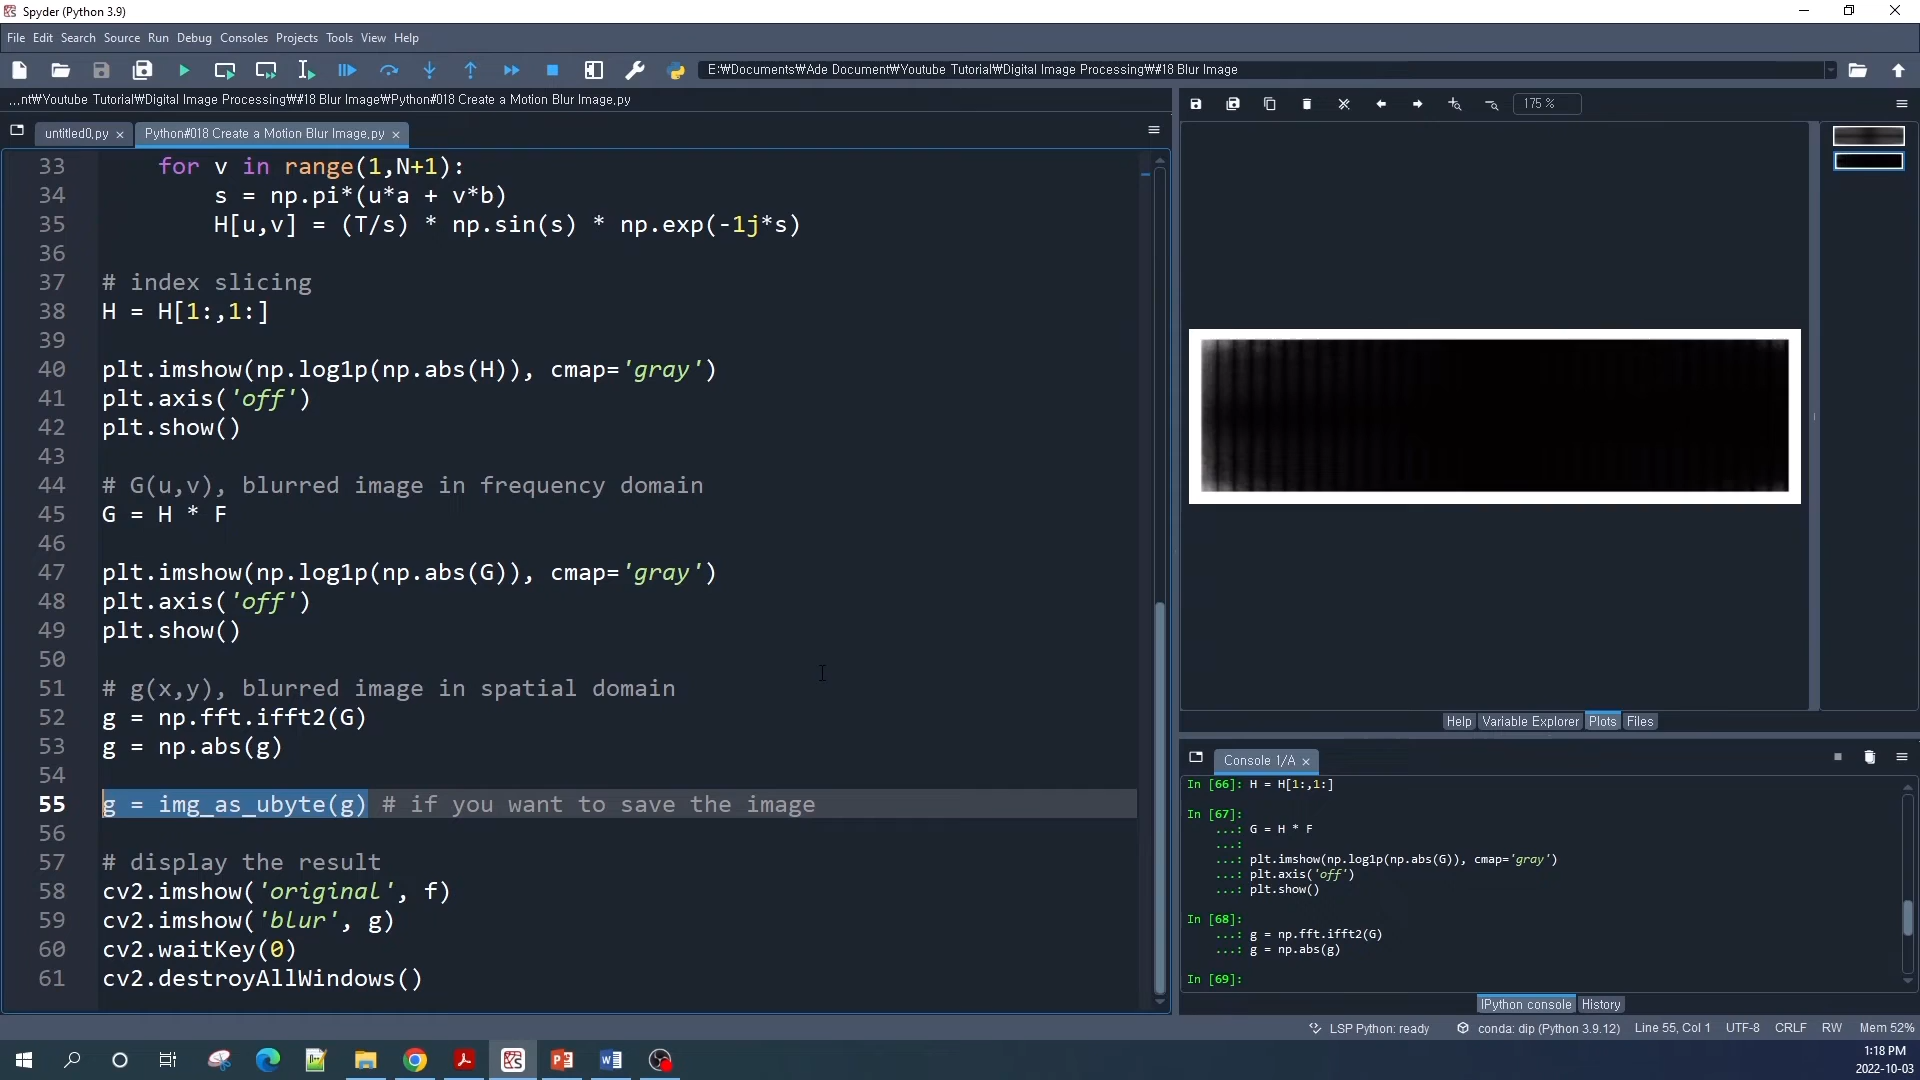 Spyder (Python 3.9)
File Edit Search Source Run Debug Consoles Projects Tools View Help
E:₩Documents₩Ade Document₩Youtube Tutorial₩Digital Image Processing₩#18 Blur Image
...nt₩Youtube Tutorial₩Digital Image Processing₩#18 Blur Image₩Python#018 Create a Motion Blur Image.py
untitled0.py
Python#018 Create a Motion Blur Image.py
33 for v in range(1,N+1):
34 s = np.pi*(u*a + v*b)
35 H[u,v] = (T/s) * np.sin(s) * np.exp(-1j*s)
36
37 # index slicing
38 H = H[1:,1:]
39
40 plt.imshow(np.log1p(np.abs(H)), cmap='gray')
41 plt.axis('off')
42 plt.show()
43
44 # G(u,v), blurred image in frequency domain
45 G = H * F
46
47 plt.imshow(np.log1p(np.abs(G)), cmap='gray')
48 plt.axis('off')
49 plt.show()
50
51 # g(x,y), blurred image in spatial domain
52 g = np.fft.ifft2(G)
53 g = np.abs(g)
54
55 g = img_as_ubyte(g) # if you want to save the image
56
57 # display the result
58 cv2.imshow('original', f)
59 cv2.imshow('blur', g)
60 cv2.waitKey(0)
61 cv2.destroyAllWindows()
175 %
Help Variable Explorer Plots Files
Console 1/A
In [66]: H = H[1:,1:]
In [67]:
...: G = H * F
...:
...: plt.imshow(np.log1p(np.abs(G)), cmap='gray')
...: plt.axis('off')
...: plt.show()
In [68]:
...: g = np.fft.ifft2(G)
...: g = np.abs(g)
In [69]:
IPython console History
LSP Python: ready conda: dip (Python 3.9.12) Line 55, Col 1 UTF-8 CRLF RW Mem 52%
1:18 PM
2022-10-03